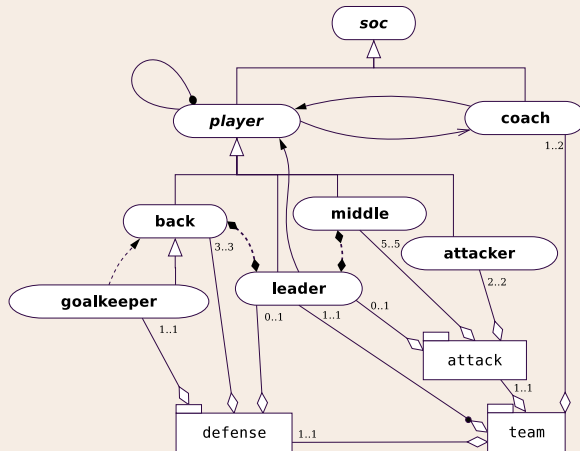 soc
player
coach
1..2
back
middle
3..3
5..5
attacker
goalkeeper
leader
2..2
1..1
0..1
1..1
0..1
attack
1..1
defense
1..1
team